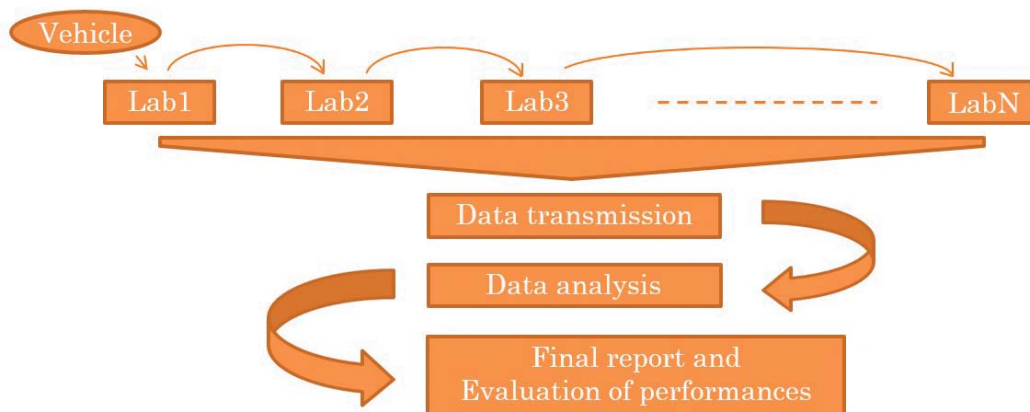 Vehicle
Lab1
Lab2
Lab3
LabN
Data transmission
Data analysis
Final report and
Evaluation of performances